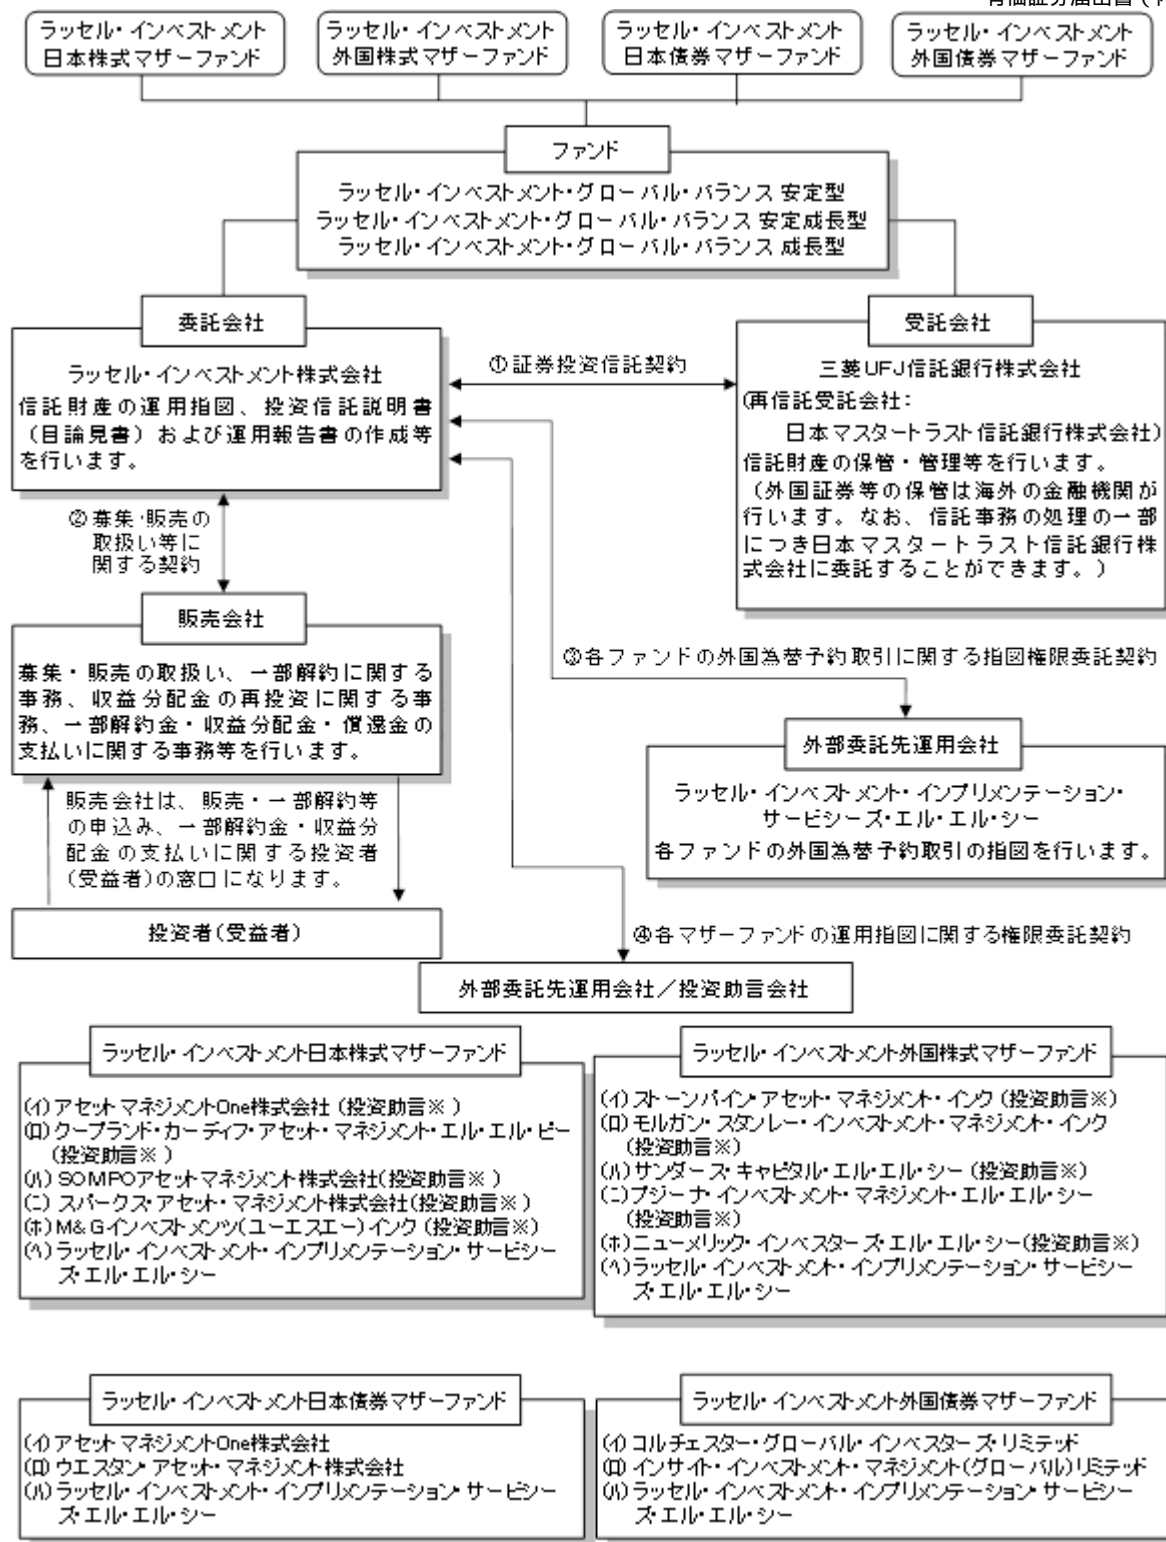 ラッセル・インベストメント
日本株式マザーファンド
ラッセル・インベストメント
外国株式マザーファンド
ラッセル・インベストメント
日本債券マザーファンド
ラッセル・インベストメント
外国債券マザーファンド
ファンド
ラッセル・インベストメント・グローバル・バランス 安定型
ラッセル・インベストメント・グローバル・バランス 安定成長型
ラッセル・インベストメント・グローバル・バランス 成長型
委託会社
ラッセル・インベストメント株式会社
信託財産の運用指図、投資信託説明書
(目論見書)および運用報告書の作成等
を行います。
①証券投資信託契約
受託会社
三菱UFJ信託銀行株式会社
(再信託受託会社:
日本マスタートラスト信託銀行株式会社)
信託財産の保管・管理等を行います。
(外国証券等の保管は海外の金融機関が
行います。なお、信託事務の処理の一部
につき日本マスタートラスト信託銀行株
式会社に委託することができます。)
②募集・販売の
取扱い等に
関する契約
販売会社
募集・販売の取扱い、一部解約に関する
事務、収益分配金の再投資に関する事
務、一部解約金・収益分配金・償還金の
支払いに関する事務等を行います。
③各ファンドの外国為替予約取引に関する指図権限委託契約
外部委託先運用会社
ラッセル・インベストメント・インプリメンテーション・
サービシーズ・エル・エル・シー
各ファンドの外国為替予約取引の指図を行います。
販売会社は、販売・一部解約等
の申込み、一部解約金・収益分
配金の支払いに関する投資者
(受益者)の窓口になります。
投資者(受益者)
④各マザーファンドの運用指図に関する権限委託契約
外部委託先運用会社/投資助言会社
ラッセル・インベストメント日本株式マザーファンド
(イ)アセットマネジメントOne株式会社(投資助言※)
(ロ)クープランド・カーディフ・アセット・マネジメント・エル・エル・ピー
(投資助言※)
(ハ)SOMPOアセットマネジメント株式会社(投資助言※)
(ニ)スパークス・アセット・マネジメント株式会社(投資助言※)
(ホ)M&Gインベストメンツ(ユーエスエー)インク(投資助言※)
(ヘ)ラッセル・インベストメント・インプリメンテーション・サービシー
ズ・エル・エル・シー
ラッセル・インベストメント外国株式マザーファンド
(イ)ストーンパイン・アセット・マネジメント・インク(投資助言※)
(ロ)モルガン・スタンレー・インベストメント・マネジメント・インク
(投資助言※)
(ハ)サンダーズ・キャピタル・エル・エル・シー(投資助言※)
(ニ)プジーナ・インベストメント・マネジメント・エル・エル・シー
(投資助言※)
(ホ)ニューメリック・インベスターズ・エル・エル・シー(投資助言※)
(ヘ)ラッセル・インベストメント・インプリメンテーション・サービシー
ズ・エル・エル・シー
ラッセル・インベストメント日本債券マザーファンド
(イ)アセットマネジメントOne株式会社
(ロ)ウエスタン・アセット・マネジメント株式会社
(ハ)ラッセル・インベストメント・インプリメンテーション・サービシー
ズ・エル・エル・シー
ラッセル・インベストメント外国債券マザーファンド
(イ)コルチェスター・グローバル・インベスターズ・リミテッド
(ロ)インサイト・インベストメント・マネジメント(グローバル)リミテッド
(ハ)ラッセル・インベストメント・インプリメンテーション・サービシー
ズ・エル・エル・シー